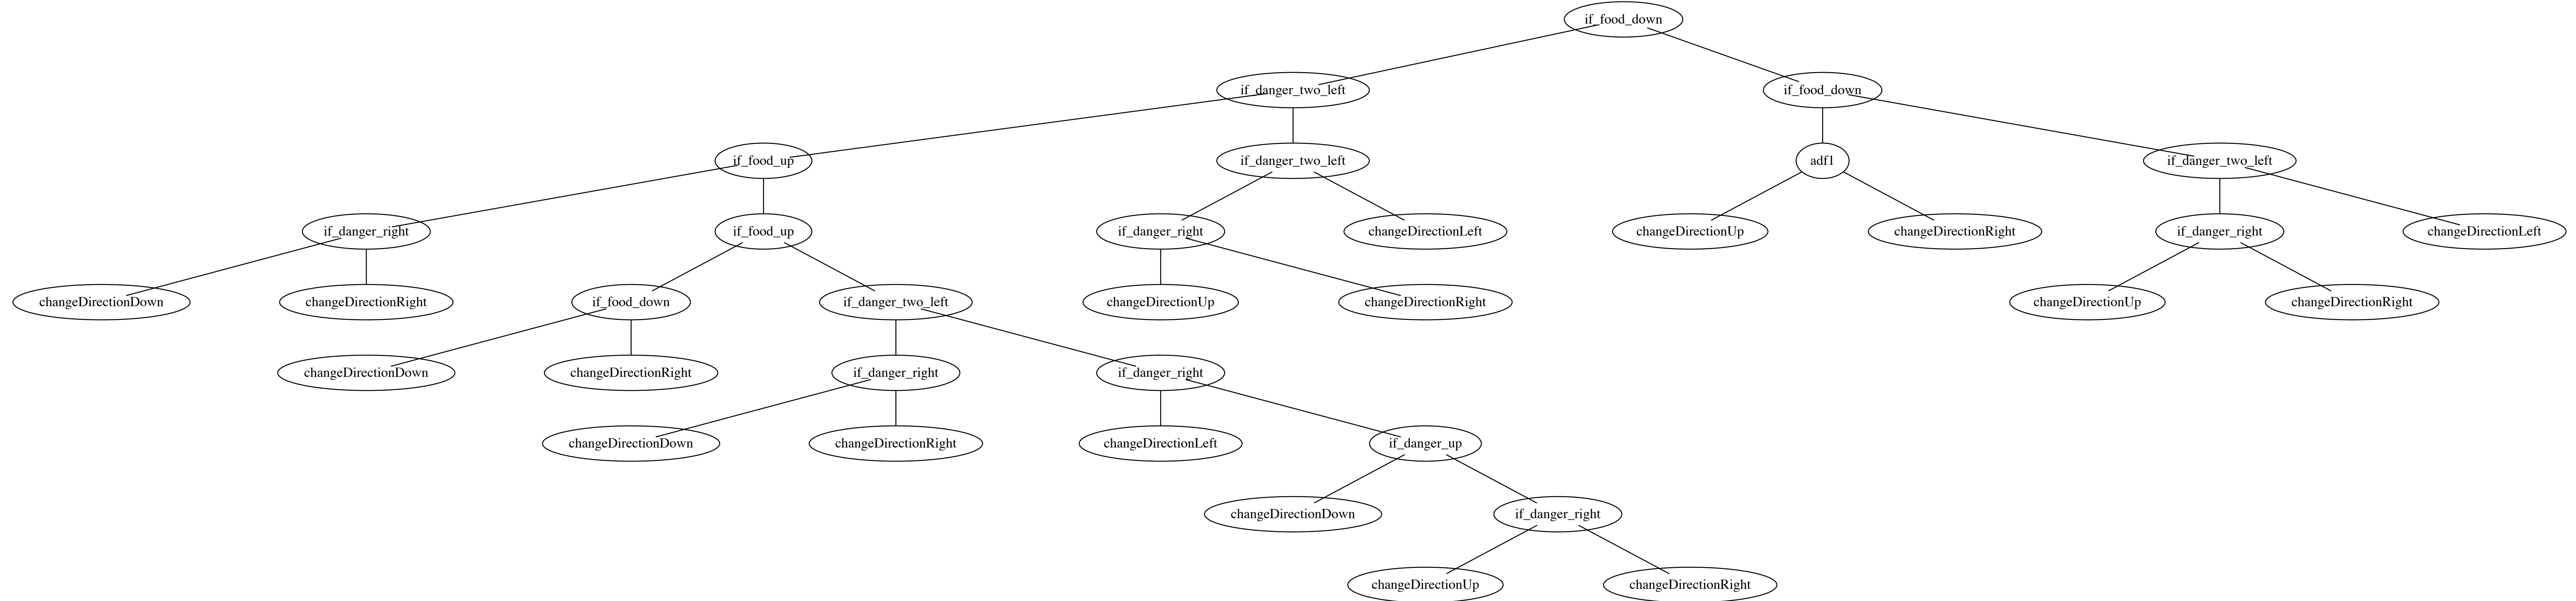 if_food_down
if_danger_two_left
if_food_down
if_food_up
if_danger_two_left
adf1
if_danger_two_left
if_danger_right
if_food_up
if_danger_right
changeDirectionLeft
changeDirectionUp
changeDirectionRight
if_danger_right
changeDirectionLeft
changeDirectionDown
changeDirectionRight
if_food_down
if_danger_two_left
changeDirectionUp
changeDirectionRight
changeDirectionUp
changeDirectionRight
changeDirectionDown
changeDirectionRight
if_danger_right
if_danger_right
changeDirectionDown
changeDirectionRight
changeDirectionLeft
if_danger_up
changeDirectionDown
if_danger_right
changeDirectionUp
changeDirectionRight